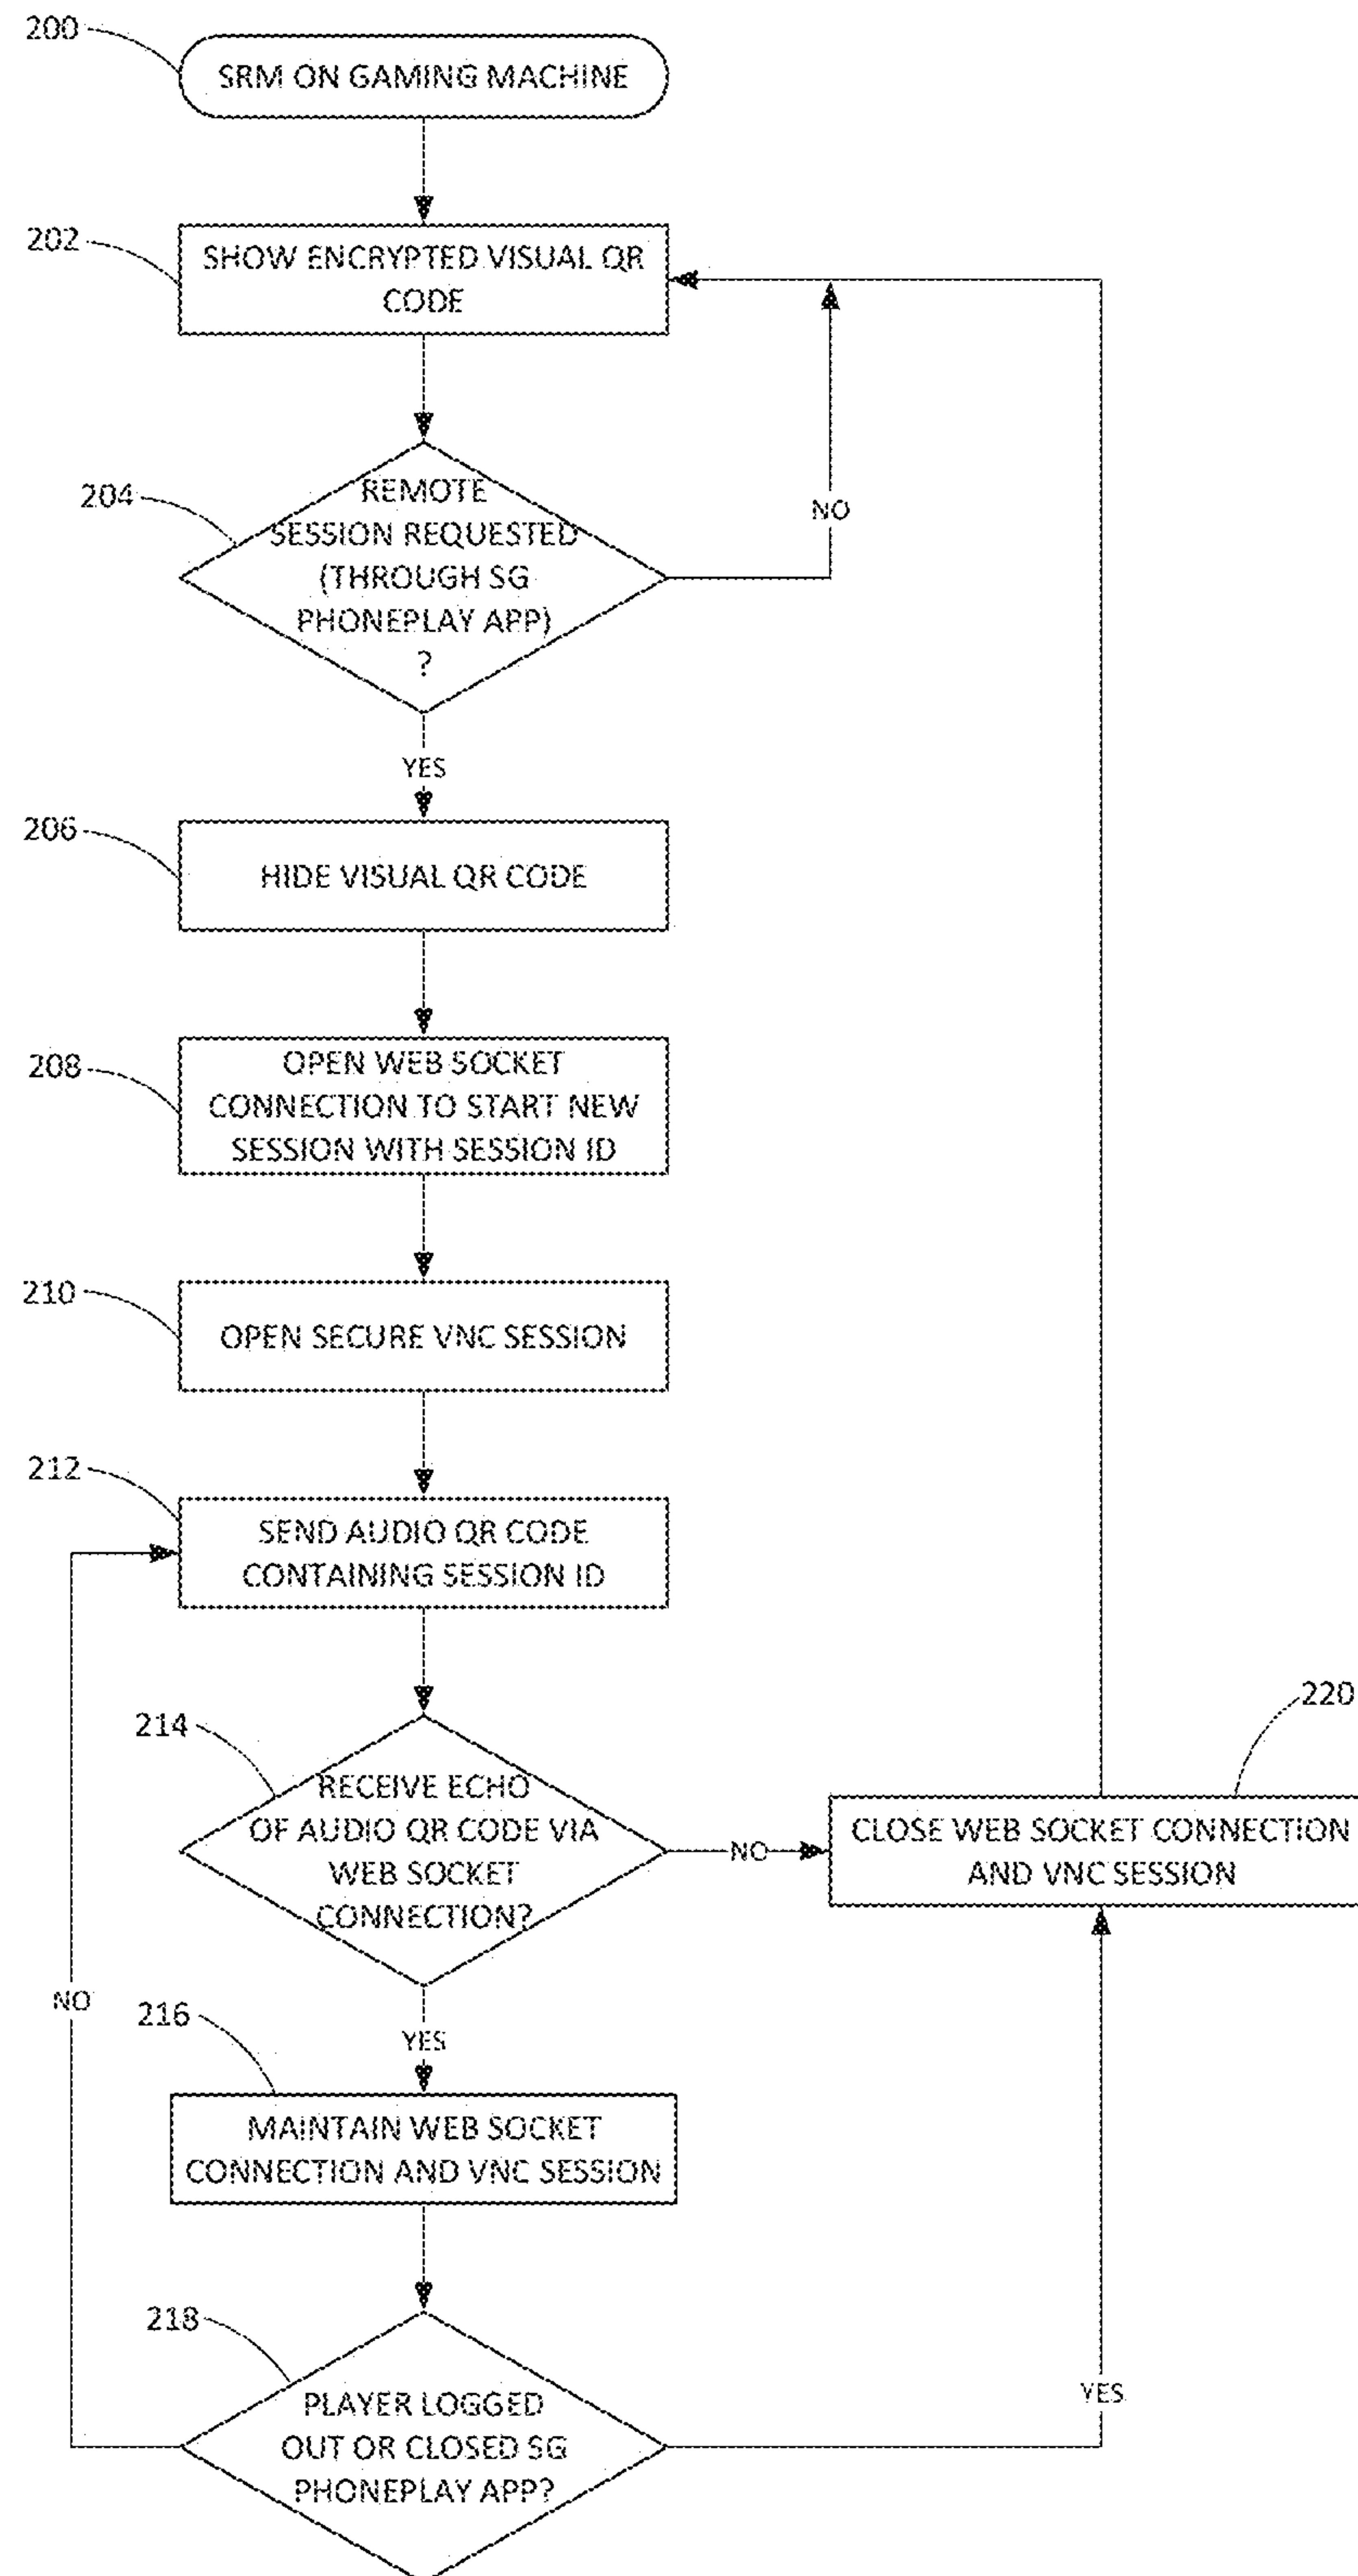 200
SRM ON GAMING MACHINE
202
SHOW ENCRYPTED VISUAL QR
CODE
204
REMOTE
SESSION REQUESTED
(THROUGH SG
PHONEPLAY APP)
?
NO
YES
206
HIDE VISUAL QR CODE
208
OPEN WEB SOCKET
CONNECTION TO START NEW
SESSION WITH SESSION ID
210
OPEN SECURE VNC SESSION
212
SEND AUDIO QR CODE
CONTAINING SESSION ID
214
RECEIVE ECHO
OF AUDIO QR CODE VIA
WEB SOCKET
CONNECTION?
NO
220
CLOSE WEB SOCKET CONNECTION
AND VNC SESSION
NO
YES
216
MAINTAIN WEB SOCKET
CONNECTION AND VNC SESSION
218
PLAYER LOGGED
OUT OR CLOSED SG
PHONEPLAY APP?
YES